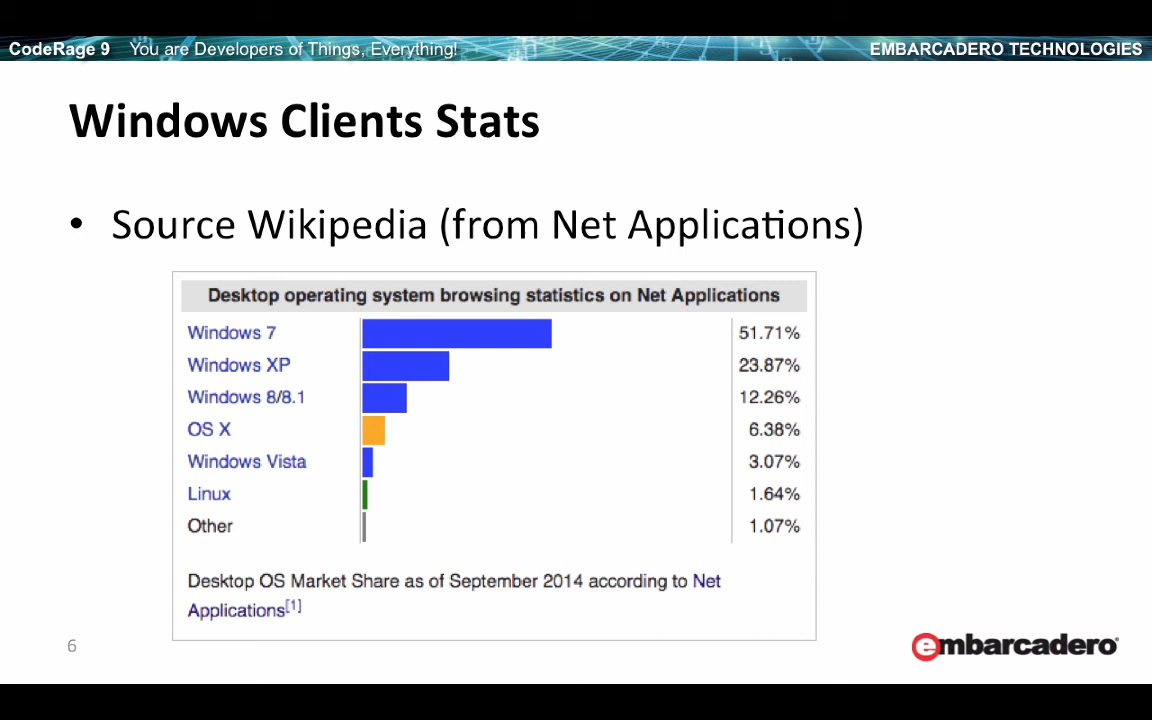 CodeRage 9 You are Developers of Things, Everything! EMBARCADERO TECHNOLOGIES
Windows Clients Stats
• Source Wikipedia (from Net Applications)
Desktop operating system browsing statistics on Net Applications
Windows 7 51.71%
Windows XP 23.87%
Windows 8/8.1 12.26%
OS X 6.38%
Windows Vista 3.07%
Linux 1.64%
Other 1.07%
Desktop OS Market Share as of September 2014 according to Net
Applications[1]
6 embarcadero®